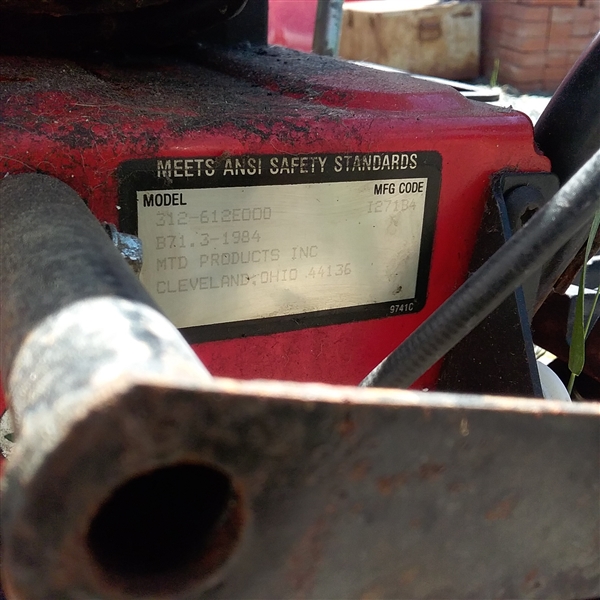 MEETS ANSI SAFETY STANDARDS
MODEL MFG CODE
312-612E000 I271B4
B71.3-1984
MTD PRODUCTS INC
CLEVELAND,OHIO 44136
9741C